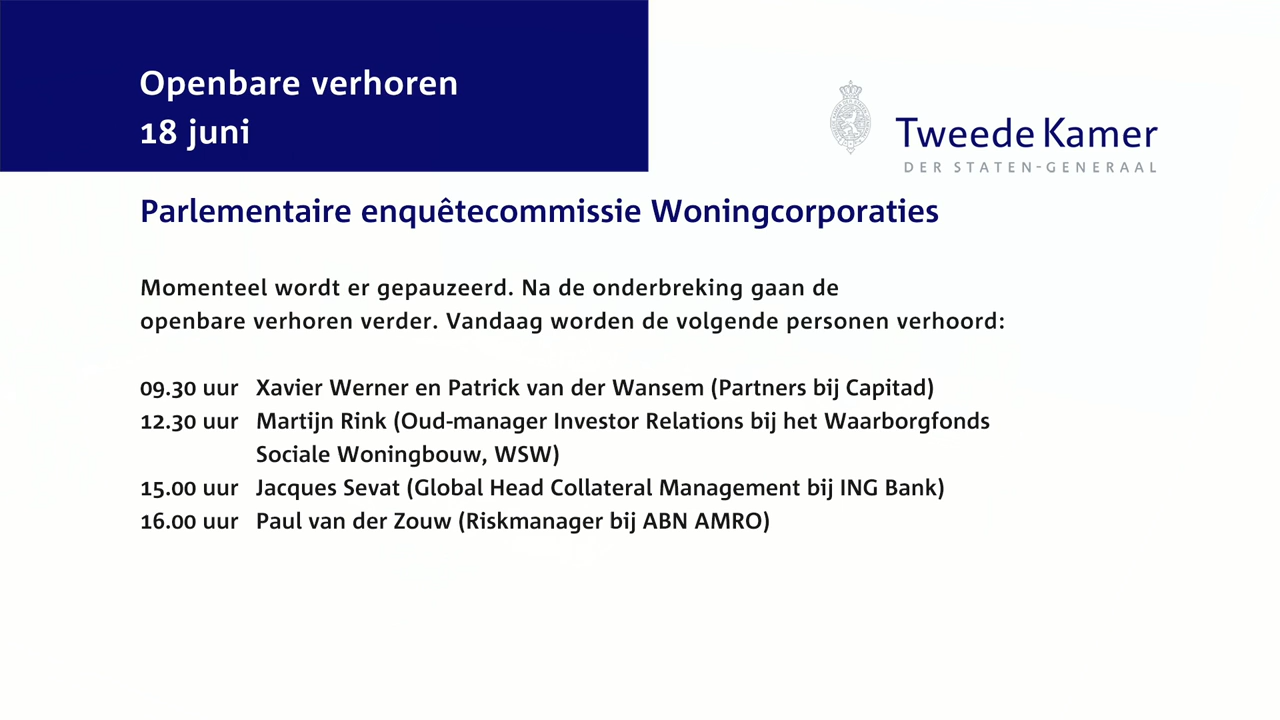 Openbare verhoren
18 juni
Tweede Kamer
DER STATEN-GENERAAL
Parlementaire enquêtecommissie Woningcorporaties
Momenteel wordt er gepauzeerd. Na de onderbreking gaan de
openbare verhoren verder. Vandaag worden de volgende personen verhoord:
09.30 uur Xavier Werner en Patrick van der Wansem (Partners bij Capitad)
12.30 uur Martijn Rink (Oud-manager Investor Relations bij het Waarborgfonds
Sociale Woningbouw, WSW)
15.00 uur Jacques Sevat (Global Head Collateral Management bij ING Bank)
16.00 uur Paul van der Zouw (Riskmanager bij ABN AMRO)